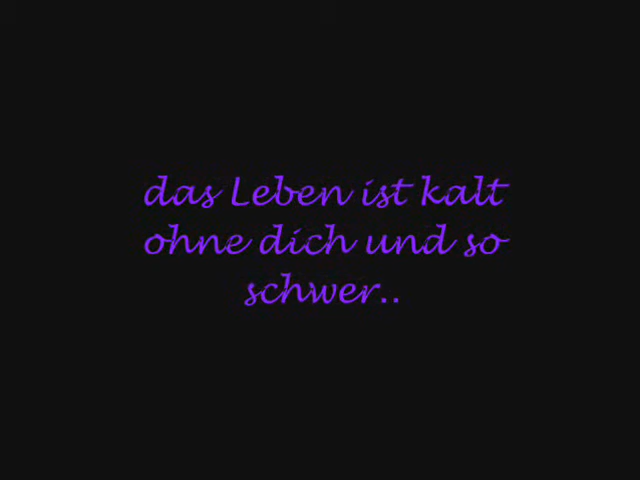 das Leben ist kalt
ohne dich und so
schwer..